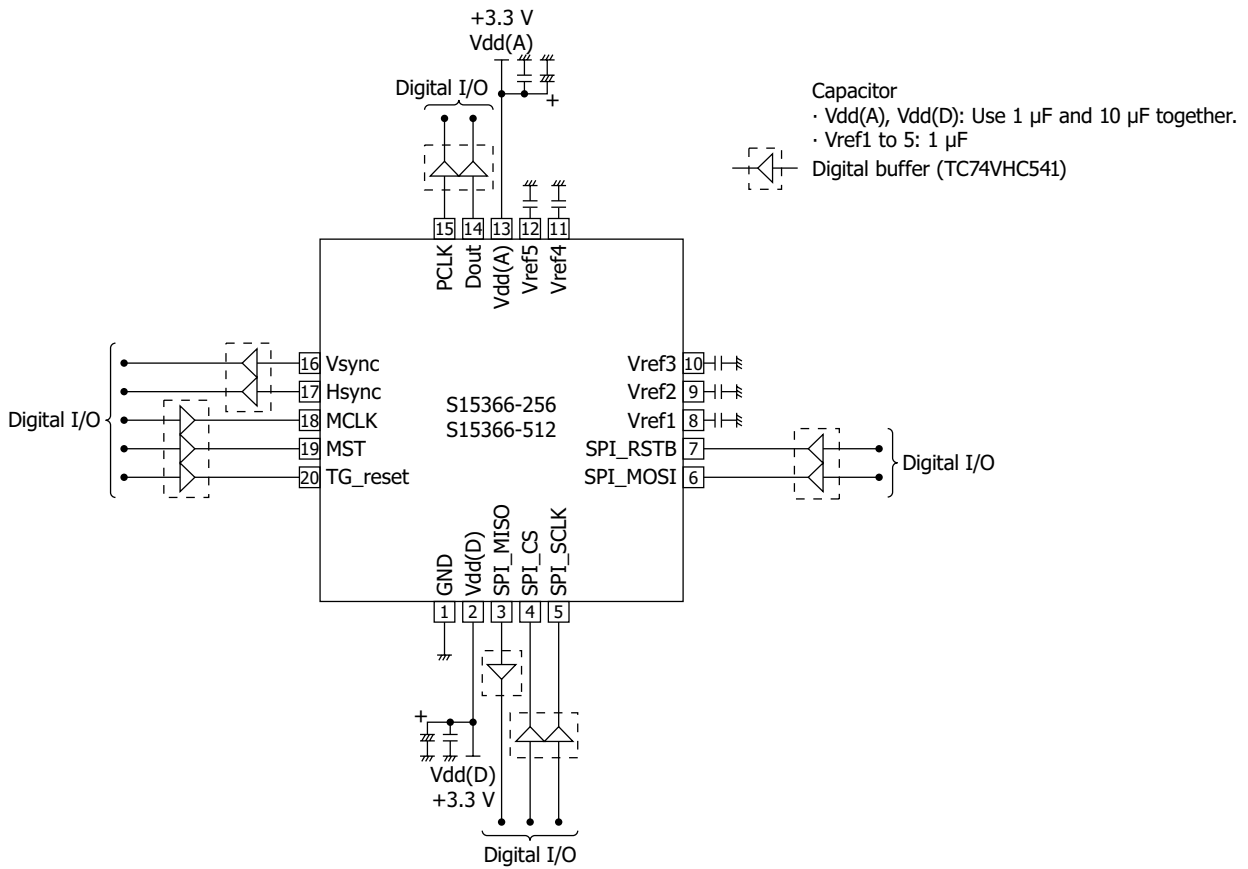 +3.3 V
Vdd(A)
Digital I/O
+
Capacitor
· Vdd(A), Vdd(D): Use 1 µF and 10 µF together.
· Vref1 to 5: 1 µF
Digital buffer (TC74VHC541)
15 14 13 12 11
PCLK
Dout
Vdd(A)
Vref5
Vref4
16 Vsync
17 Hsync
18 MCLK
19 MST
20 TG_reset
Digital I/O
S15366-256
S15366-512
Vref3 10
Vref2 9
Vref1 8
SPI_RSTB 7
SPI_MOSI 6
Digital I/O
GND
Vdd(D)
SPI_MISO
SPI_CS
SPI_SCLK
1 2 3 4 5
+
Vdd(D)
+3.3 V
Digital I/O